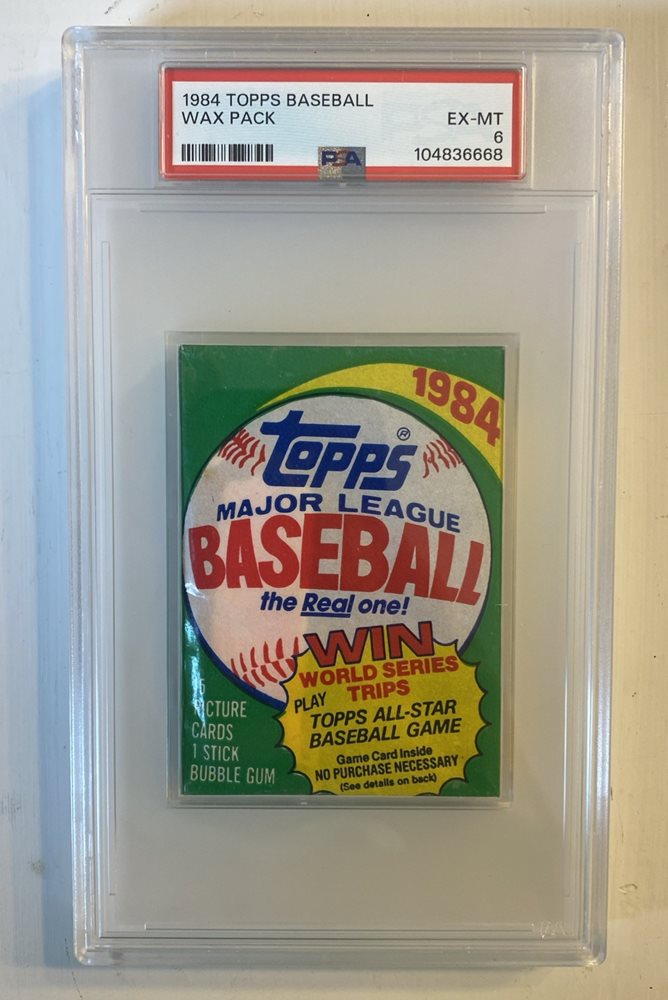 1984 TOPPS BASEBALL
WAX PACK
EX-MT
6
104836668
PSA
1984
Topps®
MAJOR LEAGUE
BASEBALL
the Real one!
WIN
WORLD SERIES
TRIPS
PLAY
TOPPS ALL-STAR
BASEBALL GAME
Game Card Inside
NO PURCHASE NECESSARY
(See details on back)
CARDS
1 STICK
BUBBLE GUM